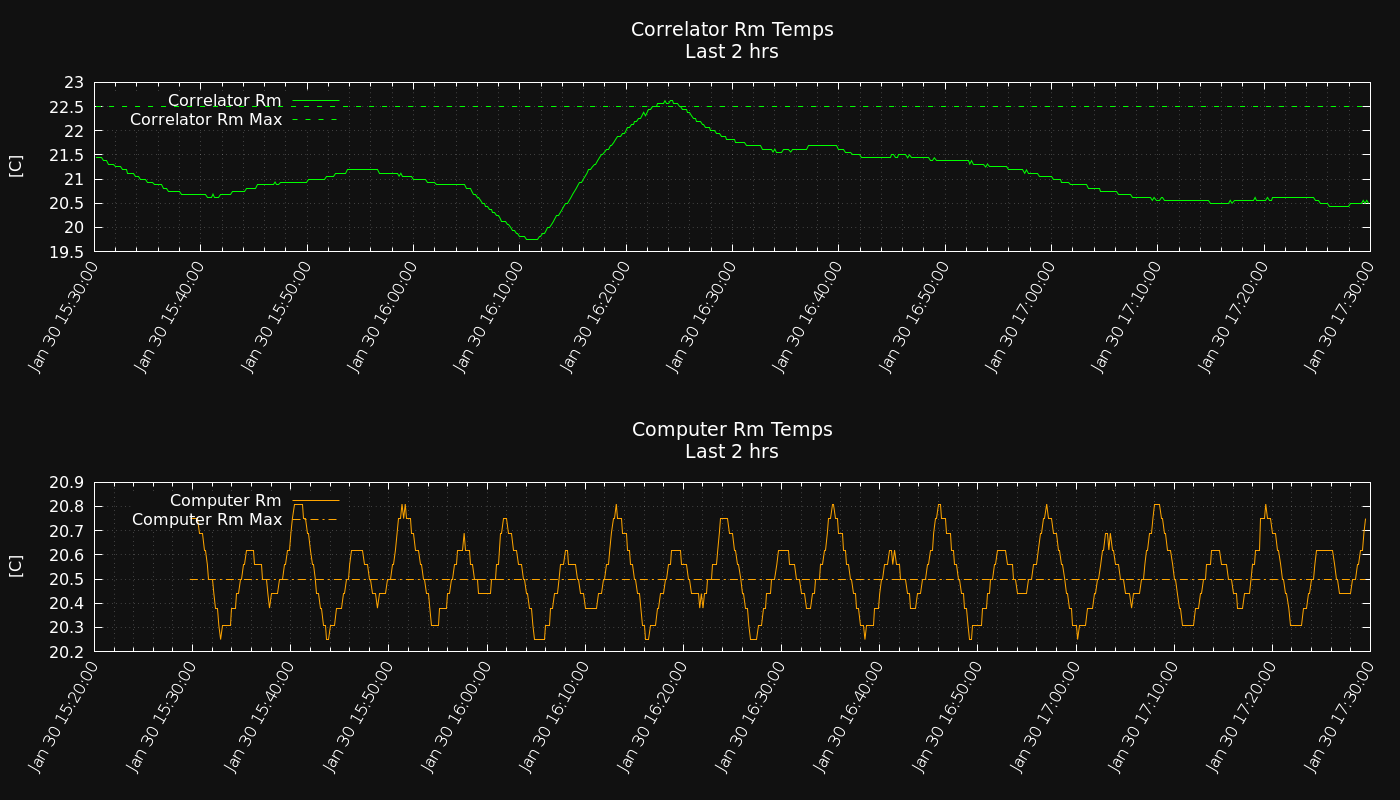 Correlator Rm Temps
Last 2 hrs
23
22.5
22
21.5
21
20.5
20
19.5
[C]
Correlator Rm
Correlator Rm Max
Jan 30 15:30:00
Jan 30 15:40:00
Jan 30 15:50:00
Jan 30 16:00:00
Jan 30 16:10:00
Jan 30 16:20:00
Jan 30 16:30:00
Jan 30 16:40:00
Jan 30 16:50:00
Jan 30 17:00:00
Jan 30 17:10:00
Jan 30 17:20:00
Jan 30 17:30:00
Computer Rm Temps
Last 2 hrs
20.9
20.8
20.7
20.6
20.5
20.4
20.3
20.2
[C]
Computer Rm
Computer Rm Max
Jan 30 15:20:00
Jan 30 15:30:00
Jan 30 15:40:00
Jan 30 15:50:00
Jan 30 16:00:00
Jan 30 16:10:00
Jan 30 16:20:00
Jan 30 16:30:00
Jan 30 16:40:00
Jan 30 16:50:00
Jan 30 17:00:00
Jan 30 17:10:00
Jan 30 17:20:00
Jan 30 17:30:00